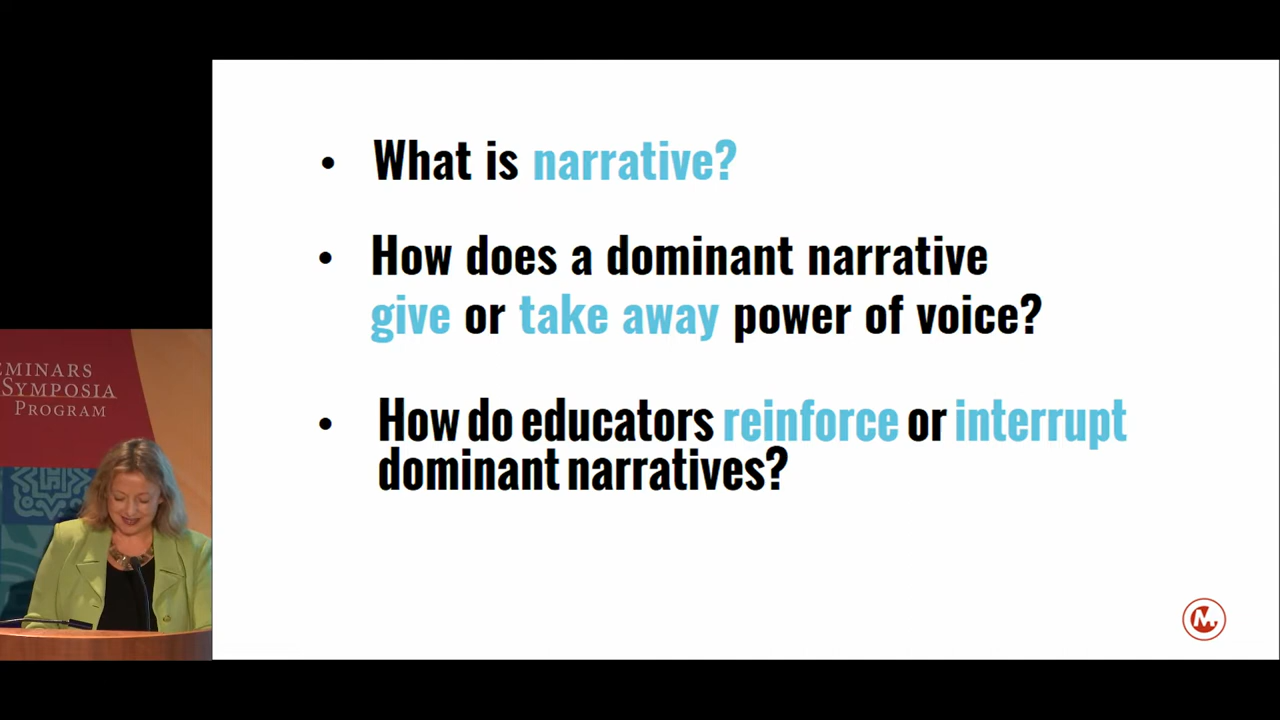 EMINARS
SYMPOSIA
PROGRAM
• What is narrative?
• How does a dominant narrative
give or take away power of voice?
• How do educators reinforce or interrupt
dominant narratives?
M